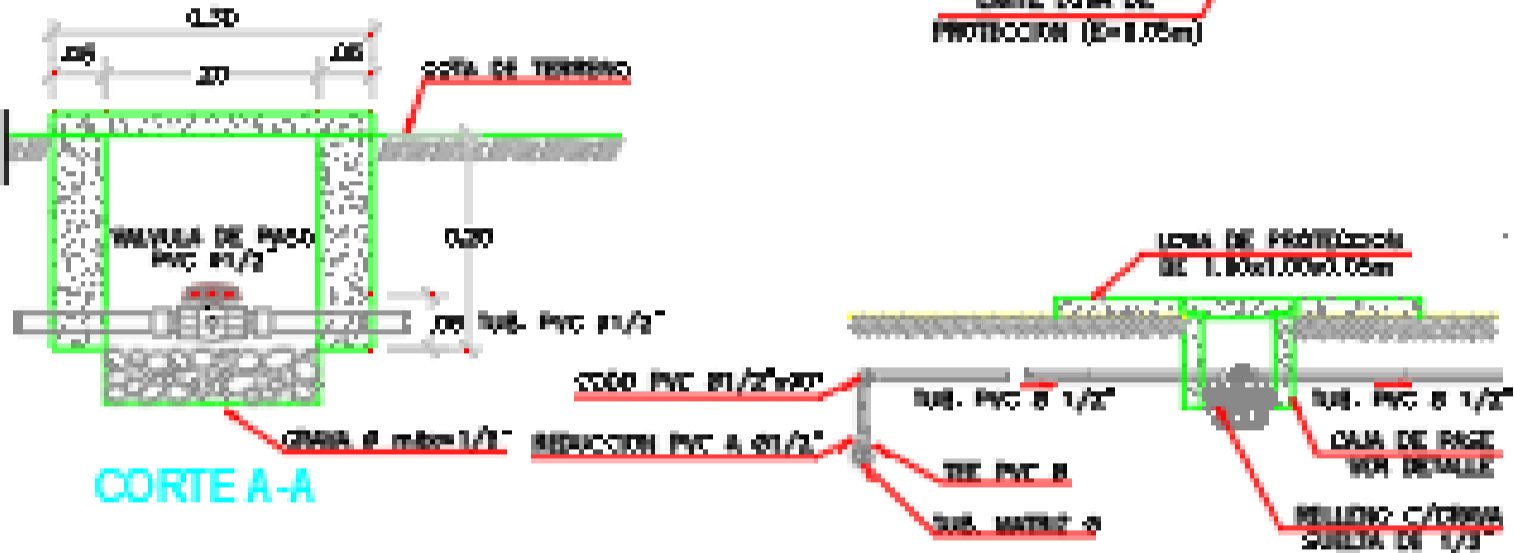 0.30
.05
.05
.20
COTA DE TERRENO
PROTECCION (E=0.05m)
VALVULA DE PASO
PVC Ø1/2"
TUB. PVC Ø1/2"
GRAVA Ø máx=1/2"
CORTE A-A
LOSA DE PROTECCION
DE 1.00x1.00x0.05m
CODO PVC Ø1/2"x90°
TUB. PVC Ø 1/2"
TUB. PVC Ø 1/2"
REDUCCION PVC A Ø1/2"
TEE PVC Ø
TUB. MATRIZ Ø
CAJA DE PASE
VER DETALLE
RELLENO C/GRAVA
SUELTA DE 1/2"